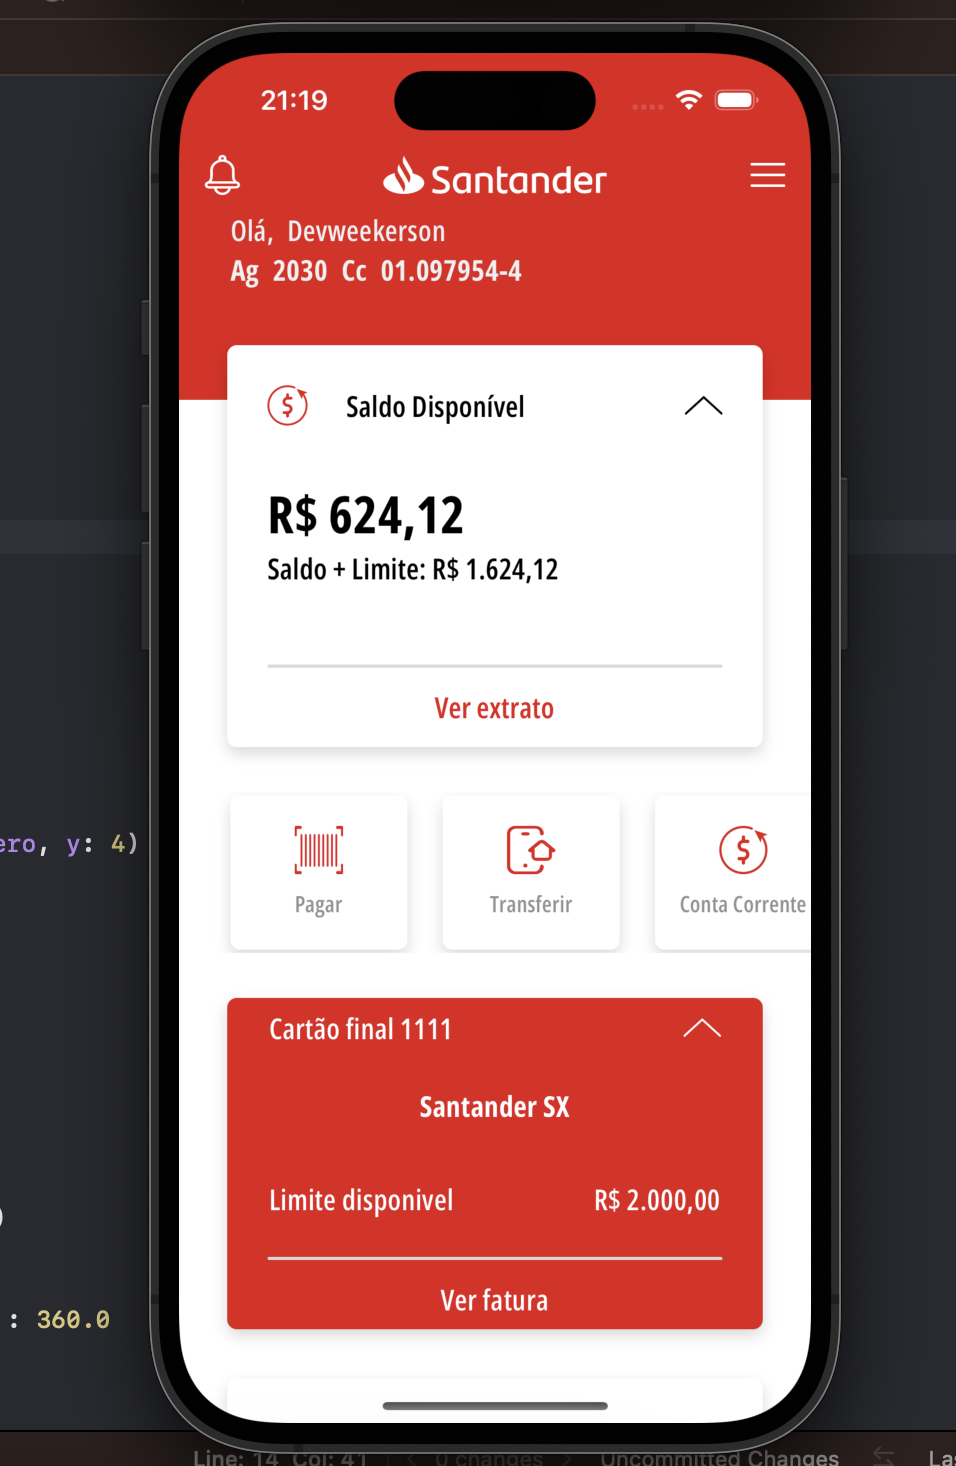 21:19
Santander
Olá, Devweekerson
Ag 2030 Cc 01.097954-4
Saldo Disponível
R$ 624,12
Saldo + Limite: R$ 1.624,12
Ver extrato
ero, y: 4)
Pagar
Transferir
Conta Corrente
Cartão final 1111
Santander SX
Limite disponivel R$ 2.000,00
)
Ver fatura
: 360.0
Line: 14 Col: 41 0 changes Uncommitted Changes